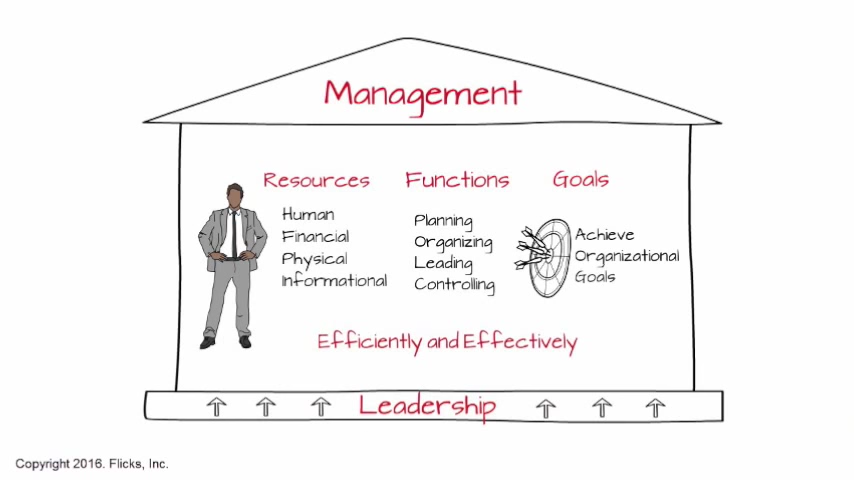 Management
Resources
Human
Financial
Physical
Informational
Functions
Planning
Organizing
Leading
Controlling
Goals
Achieve
Organizational
Goals
Efficiently and Effectively
Leadership
Copyright 2016. Flicks, Inc.